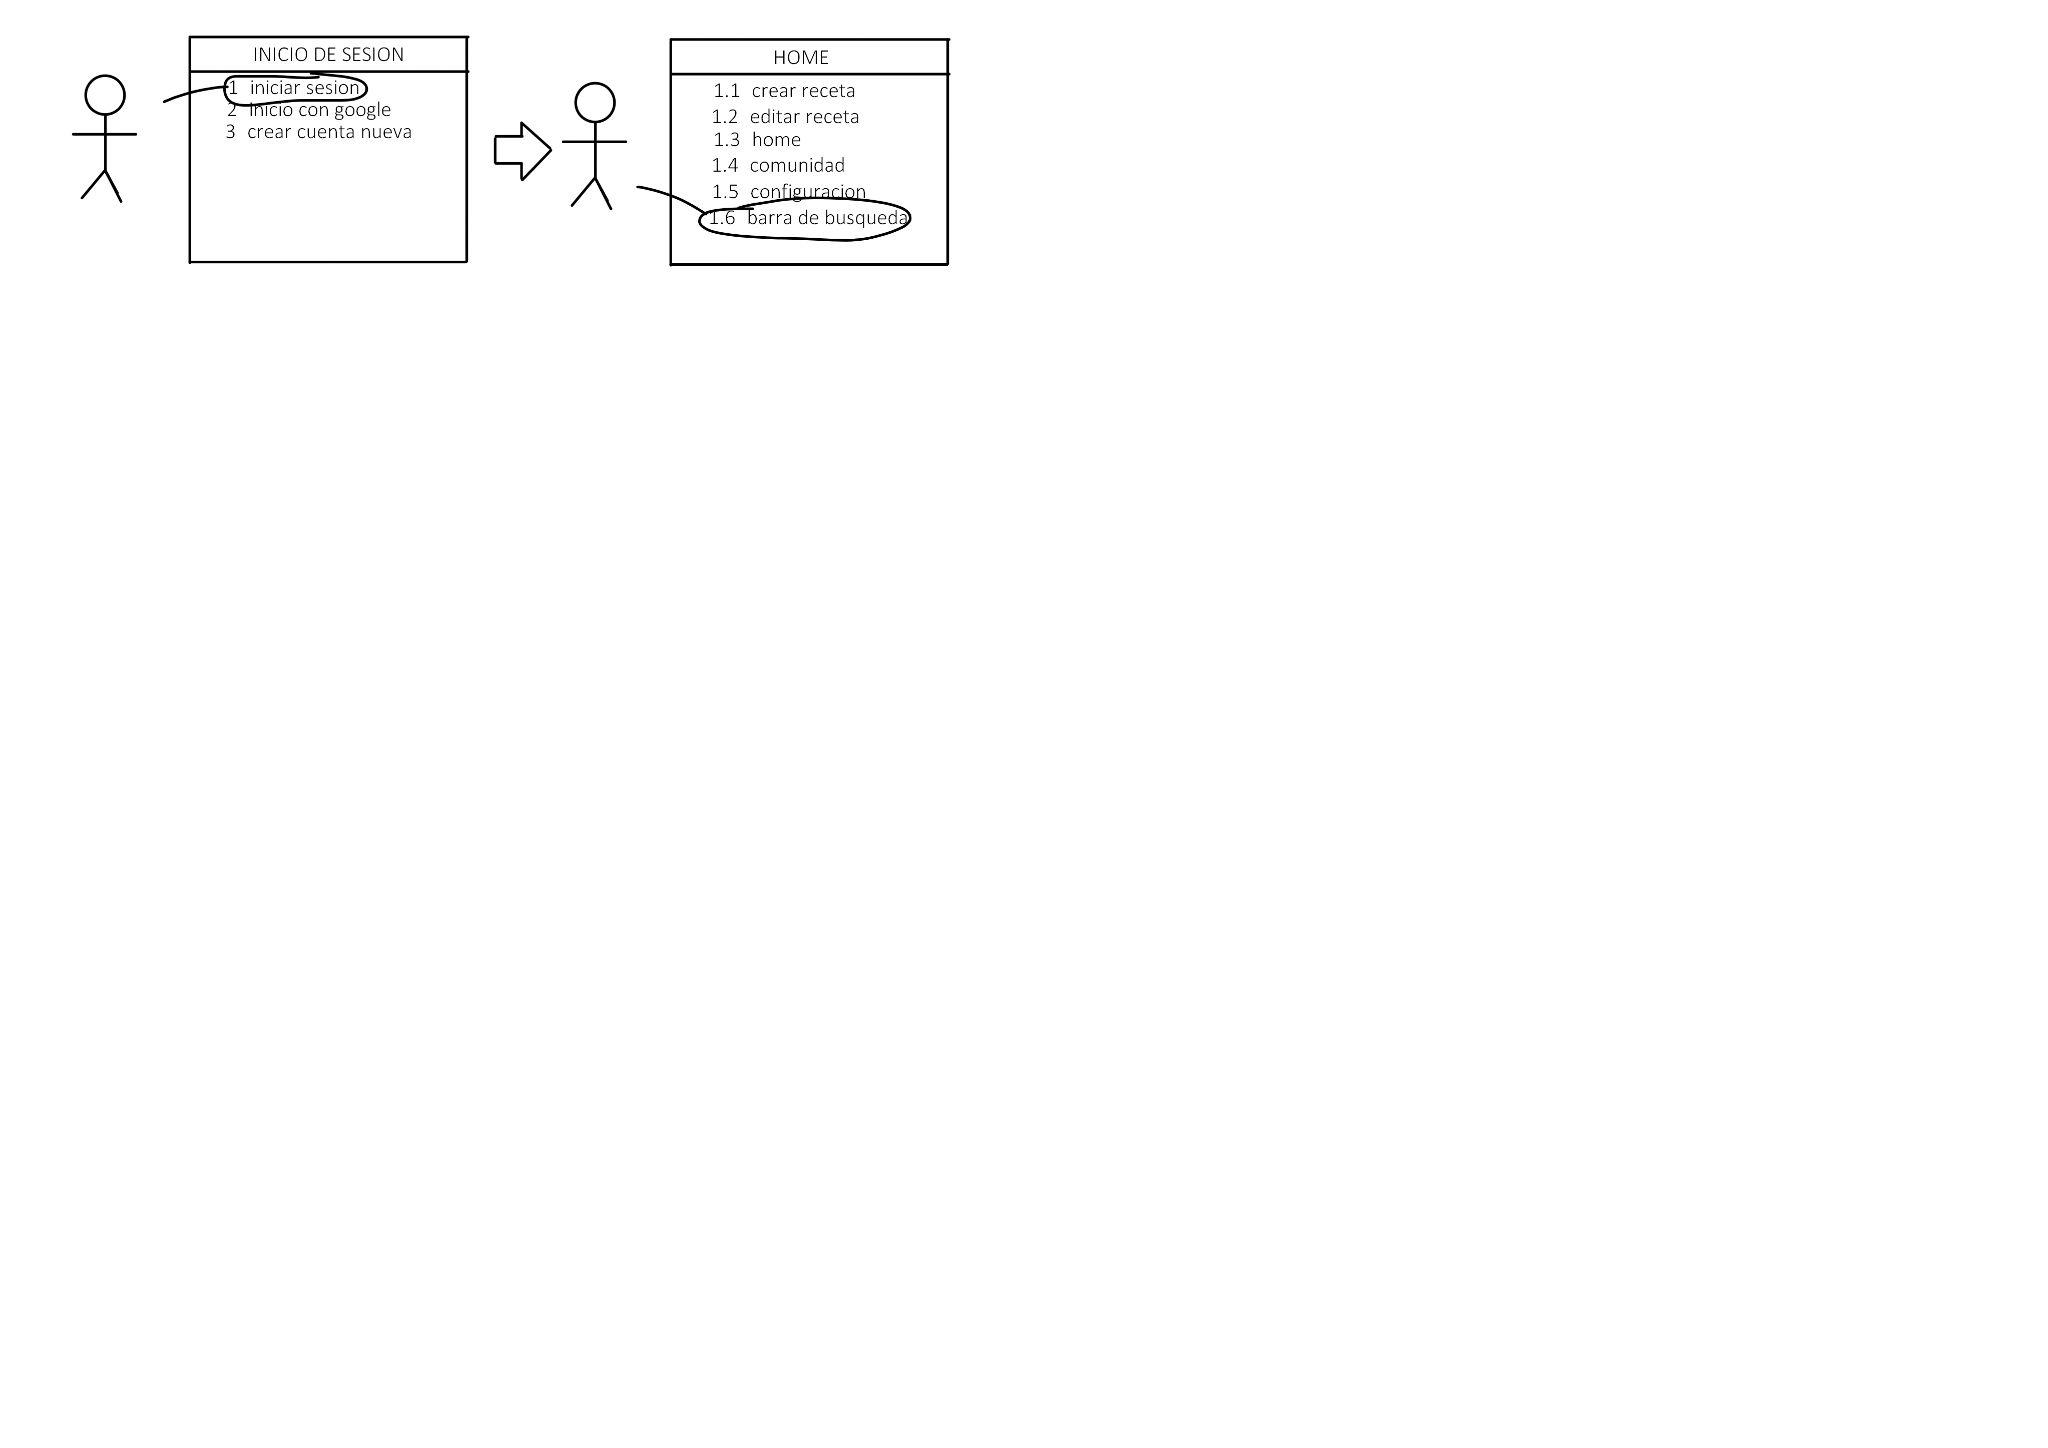 INICIO DE SESION
1 iniciar sesion
2 inicio con google
3 crear cuenta nueva
HOME
1.1 crear receta
1.2 editar receta
1.3 home
1.4 comunidad
1.5 configuracion
1.6 barra de busqueda